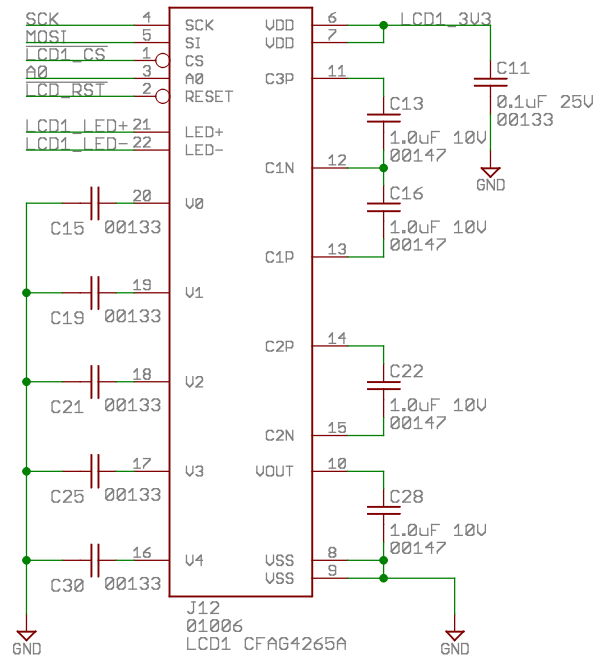 SCK 4 SCK
MOSI 5 SI
LCD1_CS 1 CS
A0 3 A0
LCD_RST 2 RESET
LCD1_LED+ 21 LED+
LCD1_LED- 22 LED-
20 V0
C15 00133
19 V1
C19 00133
18 V2
C21 00133
17 V3
C25 00133
16 V4
C30 00133
GND
VDD 6 LCD1_3V3
VDD 7
C11
0.1uF 25V
00133
GND
C3P 11
C13
1.0uF 10V
00147
C1N 12
C16
1.0uF 10V
00147
C1P 13
C2P 14
C22
1.0uF 10V
00147
C2N 15
VOUT 10
C28
1.0uF 10V
00147
VSS 8
VSS 9
GND
J12
01006
LCD1 CFAG4265A